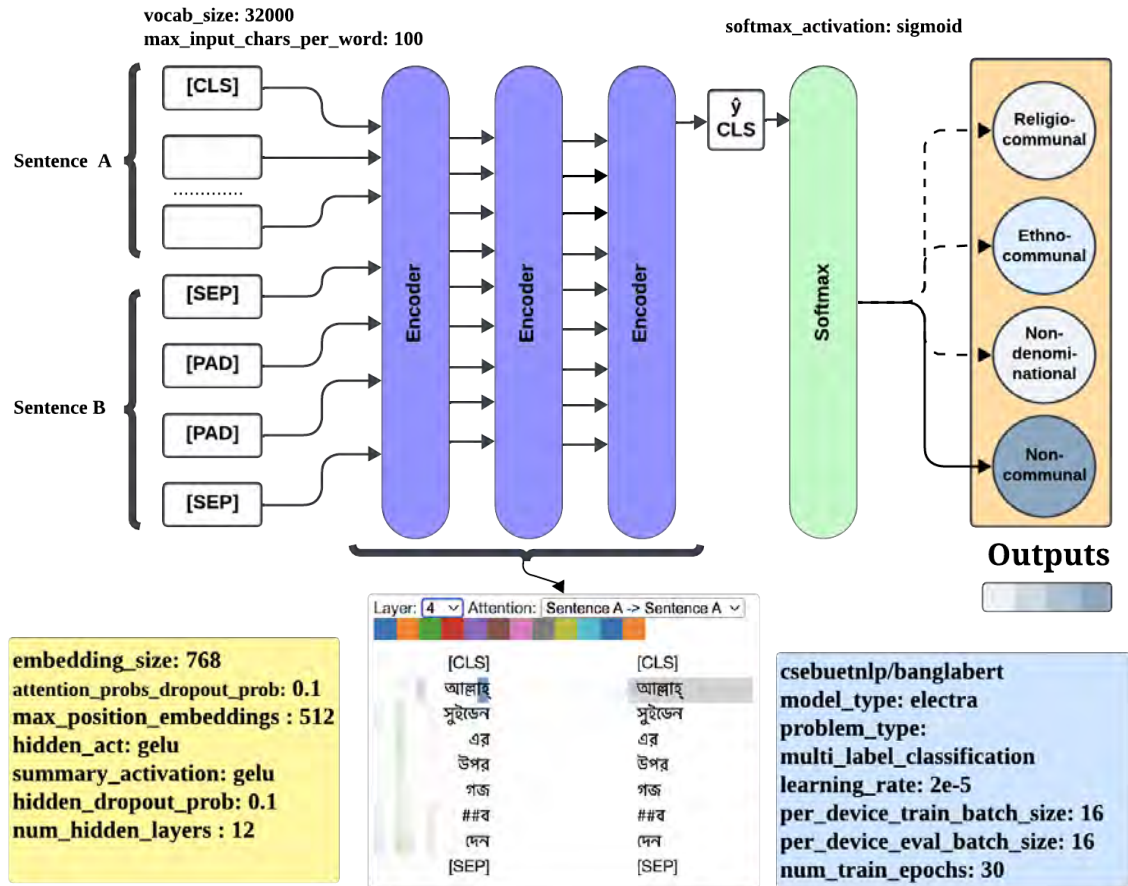 vocab_size: 32000
max_input_chars_per_word: 100
softmax_activation: sigmoid
Sentence A
[CLS]
.............
Sentence B
[SEP]
[PAD]
[PAD]
[SEP]
Encoder
Encoder
Encoder
ŷ
CLS
Softmax
Religio-
communal
Ethno-
communal
Non-
denomi-
national
Non-
communal
Outputs
Layer: 4 Attention: Sentence A -> Sentence A
[CLS] [CLS]
আল্লাহ্ আল্লাহ্
সুইডেন সুইডেন
এর এর
উপর উপর
গজ গজ
##ব ##ব
দেন দেন
[SEP] [SEP]
embedding_size: 768
attention_probs_dropout_prob: 0.1
max_position_embeddings : 512
hidden_act: gelu
summary_activation: gelu
hidden_dropout_prob: 0.1
num_hidden_layers : 12
csebuetnlp/banglabert
model_type: electra
problem_type:
multi_label_classification
learning_rate: 2e-5
per_device_train_batch_size: 16
per_device_eval_batch_size: 16
num_train_epochs: 30